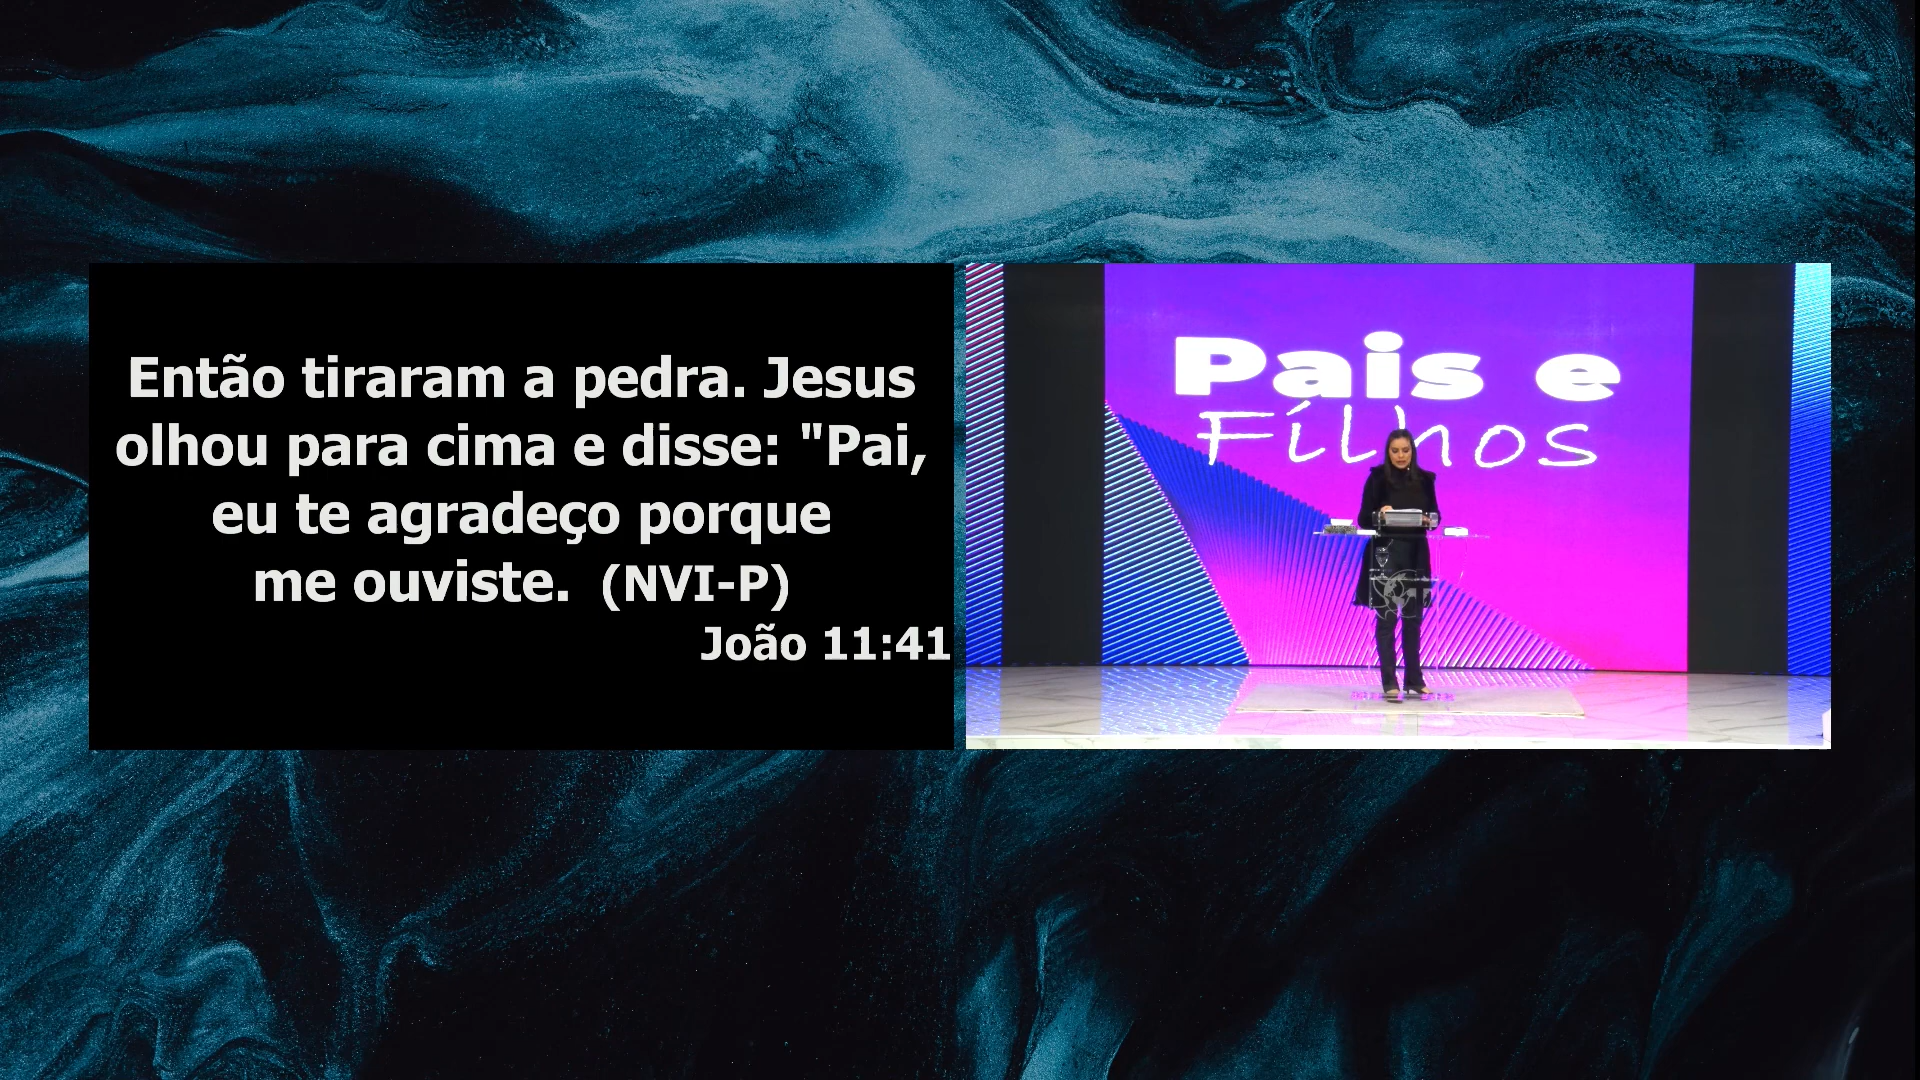 Então tiraram a pedra. Jesus
olhou para cima e disse: "Pai,
eu te agradeço porque
me ouviste. (NVI-P)
João 11:41
Pais e
Filhos